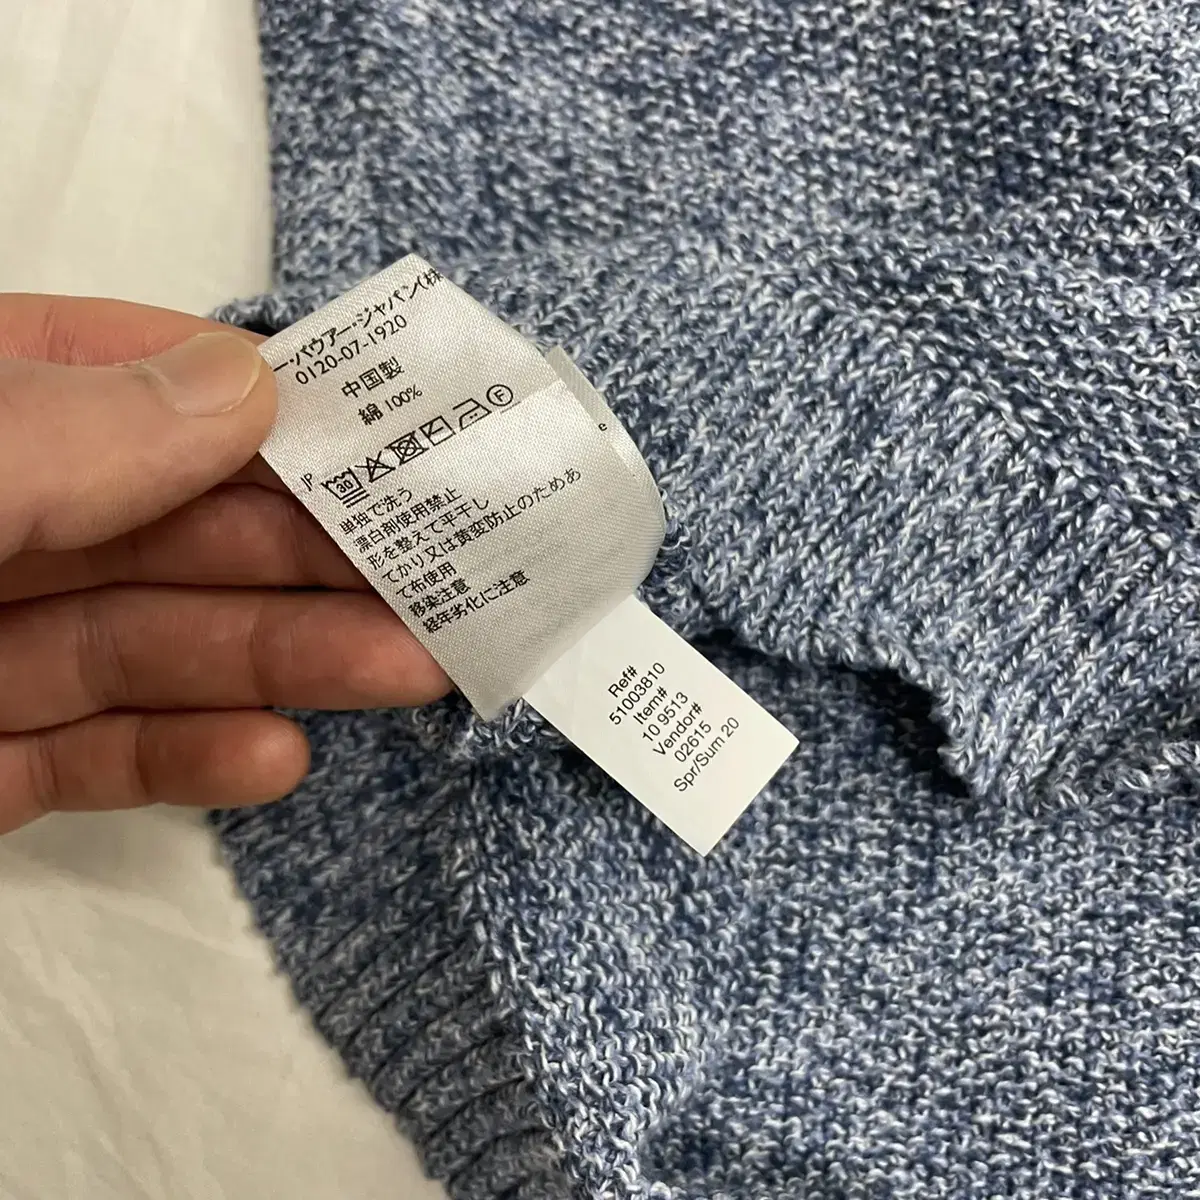 ー・バウアー・ジャパン(株
0120-07-1920
中国製
綿 100%
JP
30
F
単独で洗う
漂白剤使用禁止
形を整えて平干し
てかり又は黄変防止のためあ
て布使用
移染注意
経年劣化に注意
e
Ref#
51003810
Item#
10 9513
Vendor#
02615
Spr/Sum 20